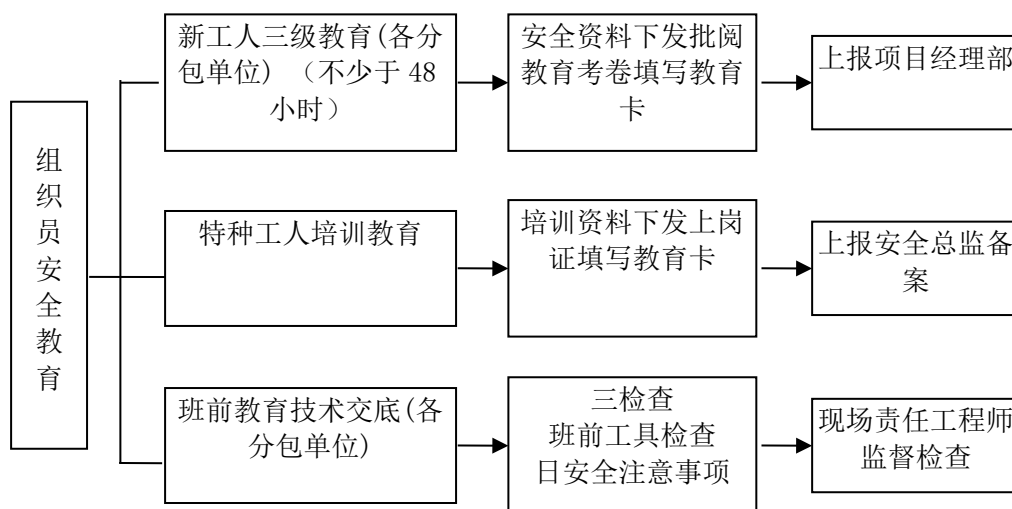 组
织
员
安
全
教
育
新工人三级教育(各分
包单位) （不少于 48
小时）
安全资料下发批阅
教育考卷填写教育
卡
上报项目经理部
特种工人培训教育
培训资料下发上岗
证填写教育卡
上报安全总监备
案
班前教育技术交底(各
分包单位)
三检查
班前工具检查
日安全注意事项
现场责任工程师
监督检查